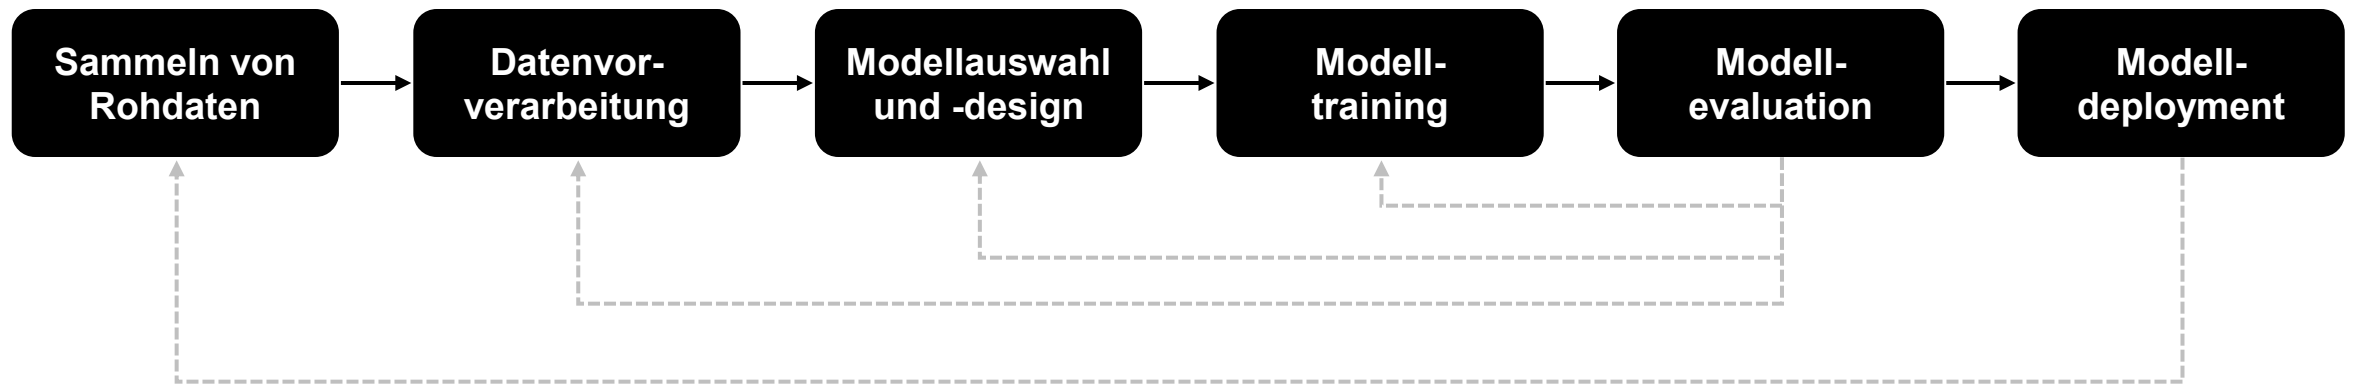 Sammeln von
Rohdaten
Datenvor-
verarbeitung
Modellauswahl
und -design
Modell-
training
Modell-
evaluation
Modell-
deployment